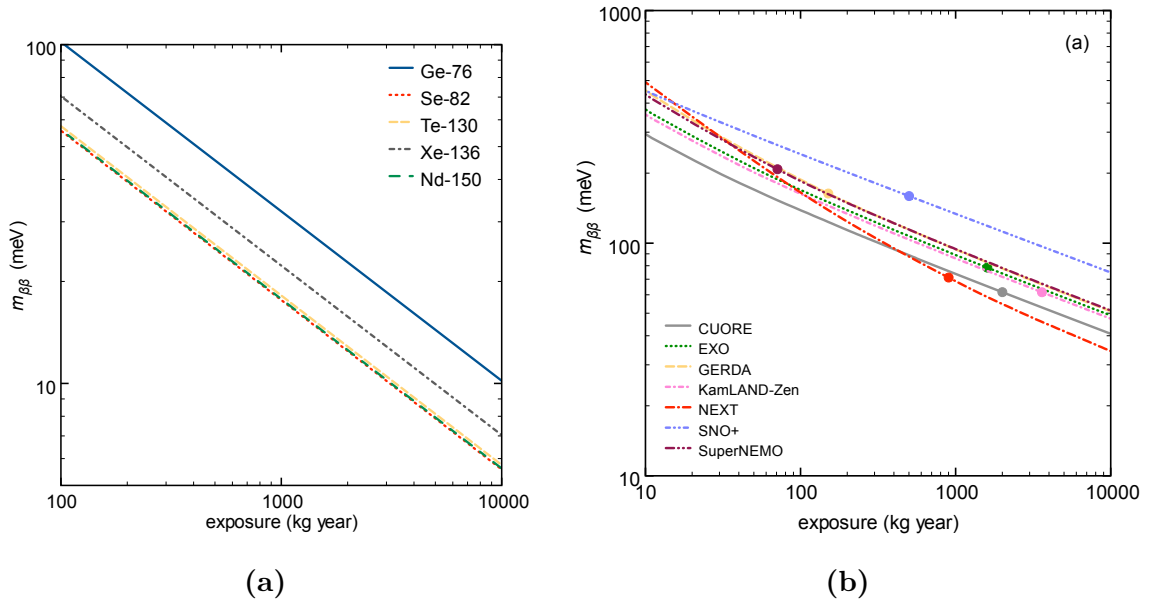 100
10
m_ββ (meV)
Ge-76
Se-82
Te-130
Xe-136
Nd-150
100
1000
10000
exposure (kg year)
(a)
1000
100
10
m_ββ (meV)
(a)
CUORE
EXO
GERDA
KamLAND-Zen
NEXT
SNO+
SuperNEMO
10
100
1000
10000
exposure (kg year)
(b)